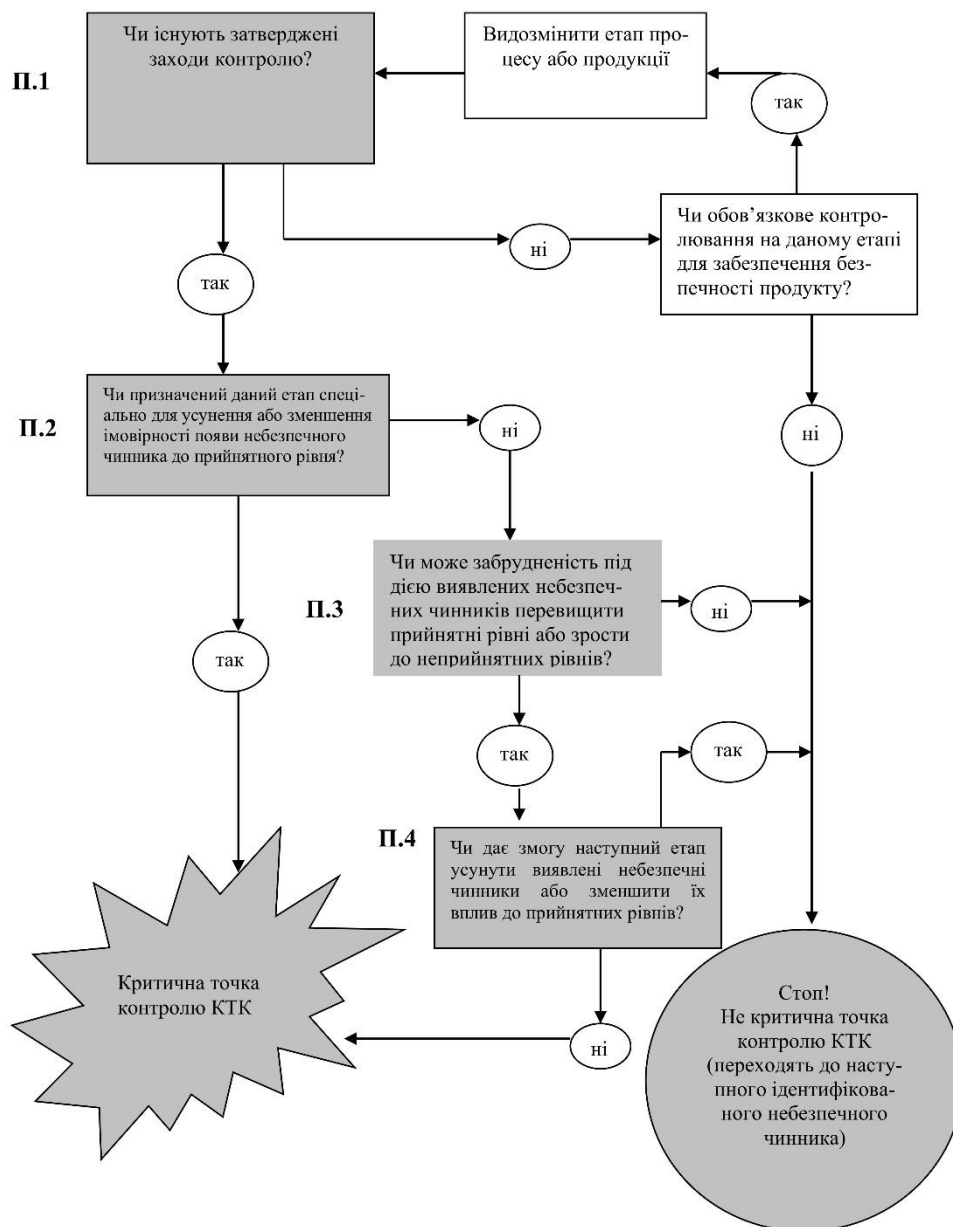 Чи існують затверджені
заходи контролю?
Видозмінити етап про-
цесу або продукції
П.1
так
Чи обов’язкове контро-
лювання на даному етапі
для забезпечення без-
печності продукту?
ні
так
Чи призначений даний етап спеці-
ально для усунення або зменшення
імовірності появи небезпечного
чинника до прийнятного рівня?
П.2
ні
ні
Чи може забрудненість під
дією виявлених небезпеч-
них чинників перевищити
прийнятні рівні або зрости
до неприйнятних рівнів?
П.3
ні
так
так
так
П.4
Чи дає змогу наступний етап
усунути виявлені небезпечні
чинники або зменшити їх
вплив до прийнятних рівнів?
Критична точка
контролю КТК
ні
Стоп!
Не критична точка
контролю КТК
(переходять до насту-
пного ідентифікова-
ного небезпечного
чинника)